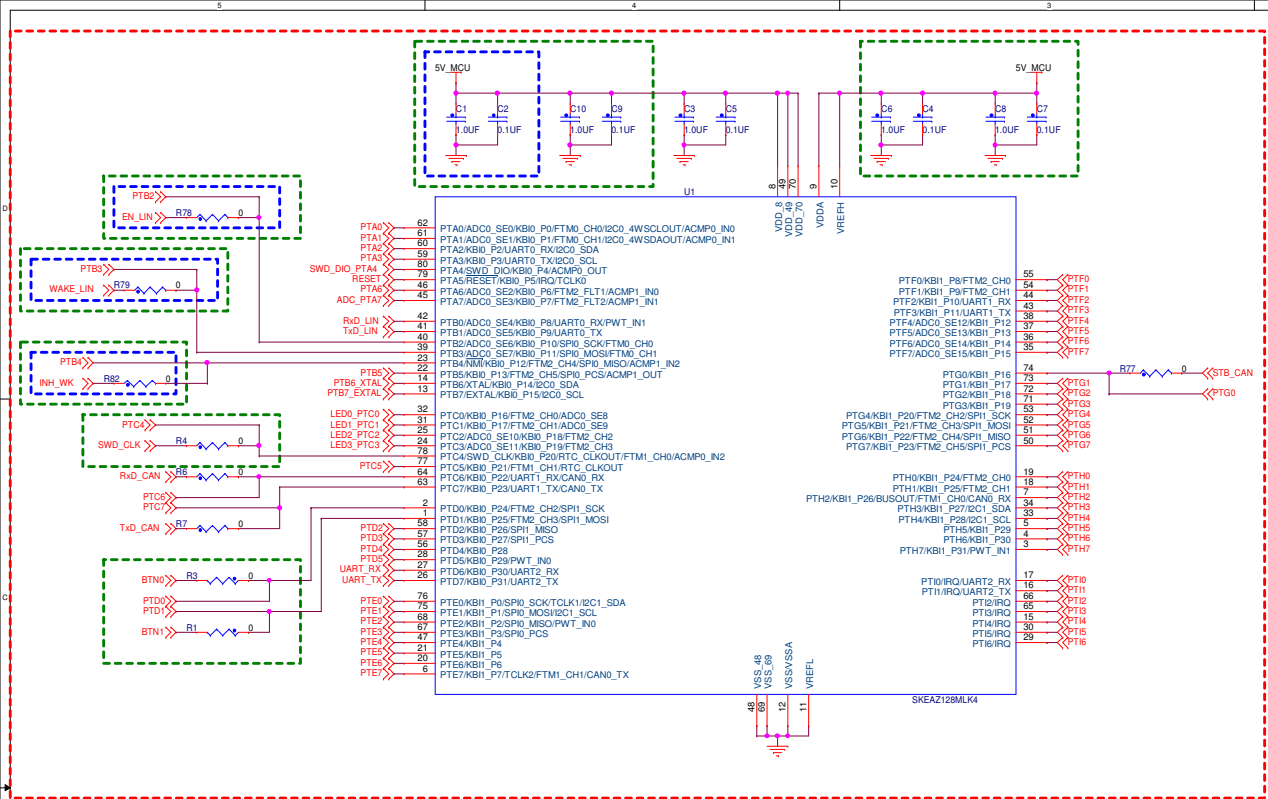 5 4 3
D
C
5V_MCU
C1 C2 C10 C9 C3 C5
1.0UF 0.1UF 1.0UF 0.1UF 1.0UF 0.1UF
5V_MCU
C6 C4 C8 C7
1.0UF 0.1UF 1.0UF 0.1UF
U1
8 VDD_8
49 VDD_49
70 VDD_70
9 VDDA
10 VREFH
PTB2
EN_LIN R78 0
PTB3
WAKE_LIN R79 0
PTB4
INH_WK R82 0
PTC4
SWD_CLK R4 0
RxD_CAN R6 0
PTC6
PTC7
TxD_CAN R7 0
BTN0 R3 0
PTD0
PTD1
BTN1 R1 0
PTA0 62 PTA0/ADC0_SE0/KBI0_P0/FTM0_CH0/I2C0_4WSCLOUT/ACMP0_IN0
PTA1 61 PTA1/ADC0_SE1/KBI0_P1/FTM0_CH1/I2C0_4WSDAOUT/ACMP0_IN1
PTA2 60 PTA2/KBI0_P2/UART0_RX/I2C0_SDA
PTA3 59 PTA3/KBI0_P3/UART0_TX/I2C0_SCL
SWD_DIO_PTA4 80 PTA4/SWD_DIO/KBI0_P4/ACMP0_OUT
RESET 79 PTA5/RESET/KBI0_P5/IRQ/TCLK0
PTA6 46 PTA6/ADC0_SE2/KBI0_P6/FTM2_FLT1/ACMP1_IN0
ADC_PTA7 45 PTA7/ADC0_SE3/KBI0_P7/FTM2_FLT2/ACMP1_IN1
RxD_LIN 42 PTB0/ADC0_SE4/KBI0_P8/UART0_RX/PWT_IN1
TxD_LIN 41 PTB1/ADC0_SE5/KBI0_P9/UART0_TX
40 PTB2/ADC0_SE6/KBI0_P10/SPI0_SCK/FTM0_CH0
39 PTB3/ADC0_SE7/KBI0_P11/SPI0_MOSI/FTM0_CH1
23 PTB4/NMI/KBI0_P12/FTM2_CH4/SPI0_MISO/ACMP1_IN2
PTB5 22 PTB5/KBI0_P13/FTM2_CH5/SPI0_PCS/ACMP1_OUT
PTB6_XTAL 14 PTB6/XTAL/KBI0_P14/I2C0_SDA
PTB7_EXTAL 13 PTB7/EXTAL/KBI0_P15/I2C0_SCL
LED0_PTC0 32 PTC0/KBI0_P16/FTM2_CH0/ADC0_SE8
LED1_PTC1 31 PTC1/KBI0_P17/FTM2_CH1/ADC0_SE9
LED2_PTC2 25 PTC2/ADC0_SE10/KBI0_P18/FTM2_CH2
LED3_PTC3 24 PTC3/ADC0_SE11/KBI0_P19/FTM2_CH3
78 PTC4/SWD_CLK/KBI0_P20/RTC_CLKOUT/FTM1_CH0/ACMP0_IN2
PTC5 77 PTC5/KBI0_P21/FTM1_CH1/RTC_CLKOUT
64 PTC6/KBI0_P22/UART1_RX/CAN0_RX
63 PTC7/KBI0_P23/UART1_TX/CAN0_TX
2 PTD0/KBI0_P24/FTM2_CH2/SPI1_SCK
1 PTD1/KBI0_P25/FTM2_CH3/SPI1_MOSI
PTD2 58 PTD2/KBI0_P26/SPI1_MISO
PTD3 57 PTD3/KBI0_P27/SPI1_PCS
PTD4 56 PTD4/KBI0_P28
PTD5 28 PTD5/KBI0_P29/PWT_IN0
UART_RX 27 PTD6/KBI0_P30/UART2_RX
UART_TX 26 PTD7/KBI0_P31/UART2_TX
PTE0 76 PTE0/KBI1_P0/SPI0_SCK/TCLK1/I2C1_SDA
PTE1 75 PTE1/KBI1_P1/SPI0_MOSI/I2C1_SCL
PTE2 68 PTE2/KBI1_P2/SPI0_MISO/PWT_IN0
PTE3 67 PTE3/KBI1_P3/SPI0_PCS
PTE4 47 PTE4/KBI1_P4
PTE5 21 PTE5/KBI1_P5
PTE6 20 PTE6/KBI1_P6
PTE7 6 PTE7/KBI1_P7/TCLK2/FTM1_CH1/CAN0_TX
PTF0/KBI1_P8/FTM2_CH0 55 PTF0
PTF1/KBI1_P9/FTM2_CH1 54 PTF1
PTF2/KBI1_P10/UART1_RX 44 PTF2
PTF3/KBI1_P11/UART1_TX 43 PTF3
PTF4/ADC0_SE12/KBI1_P12 38 PTF4
PTF5/ADC0_SE13/KBI1_P13 37 PTF5
PTF6/ADC0_SE14/KBI1_P14 36 PTF6
PTF7/ADC0_SE15/KBI1_P15 35 PTF7
PTG0/KBI1_P16 74 R77 0 STB_CAN
PTG0
PTG1/KBI1_P17 73 PTG1
PTG2/KBI1_P18 72 PTG2
PTG3/KBI1_P19 71 PTG3
PTG4/KBI1_P20/FTM2_CH2/SPI1_SCK 53 PTG4
PTG5/KBI1_P21/FTM2_CH3/SPI1_MOSI 52 PTG5
PTG6/KBI1_P22/FTM2_CH4/SPI1_MISO 51 PTG6
PTG7/KBI1_P23/FTM2_CH5/SPI1_PCS 50 PTG7
PTH0/KBI1_P24/FTM2_CH0 19 PTH0
PTH1/KBI1_P25/FTM2_CH1 18 PTH1
PTH2/KBI1_P26/BUSOUT/FTM1_CH0/CAN0_RX 7 PTH2
PTH3/KBI1_P27/I2C1_SDA 34 PTH3
PTH4/KBI1_P28/I2C1_SCL 33 PTH4
PTH5/KBI1_P29 5 PTH5
PTH6/KBI1_P30 4 PTH6
PTH7/KBI1_P31/PWT_IN1 3 PTH7
PTI0/IRQ/UART2_RX 17 PTI0
PTI1/IRQ/UART2_TX 16 PTI1
PTI2/IRQ 66 PTI2
PTI3/IRQ 65 PTI3
PTI4/IRQ 15 PTI4
PTI5/IRQ 30 PTI5
PTI6/IRQ 29 PTI6
VSS_48 48
VSS_69 69
VSS/VSSA 12
VREFL 11
SKEAZ128MLK4